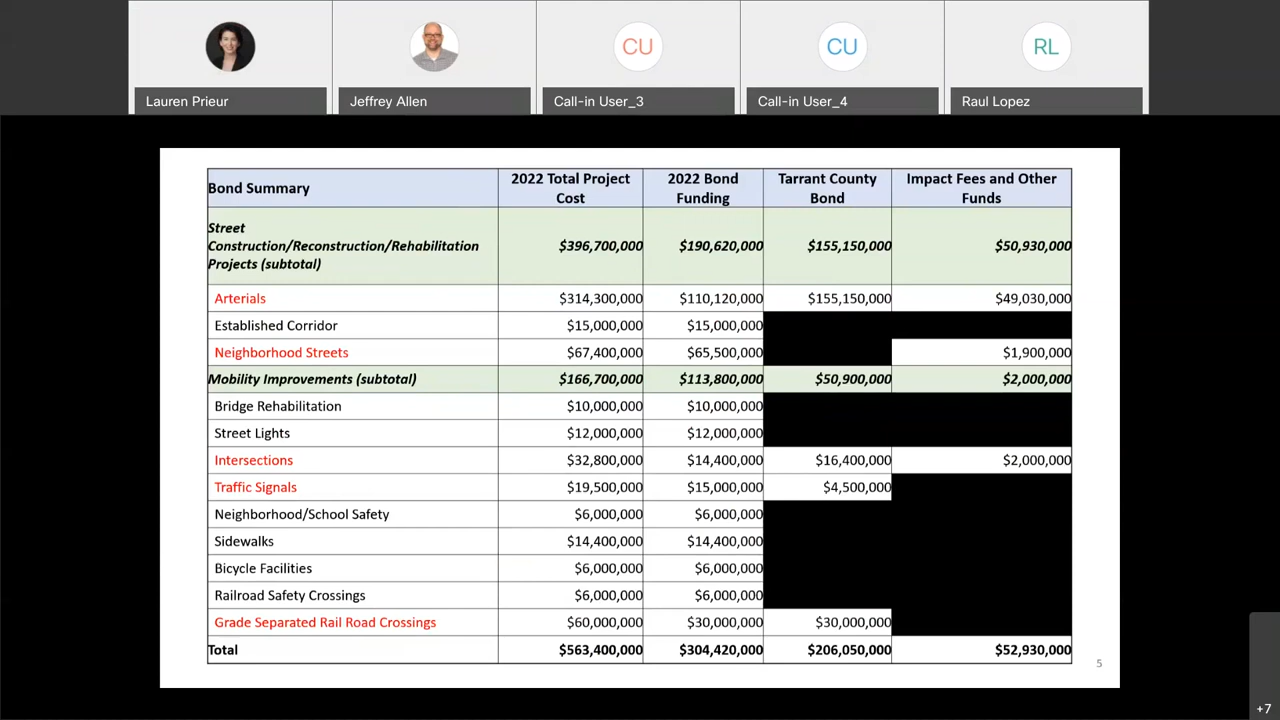 CU CU RL
Lauren Prieur Jeffrey Allen Call-in User_3 Call-in User_4 Raul Lopez
Bond Summary 2022 Total Project Cost 2022 Bond Funding Tarrant County Bond Impact Fees and Other Funds
Street Construction/Reconstruction/Rehabilitation Projects (subtotal) $396,700,000 $190,620,000 $155,150,000 $50,930,000
Arterials $314,300,000 $110,120,000 $155,150,000 $49,030,000
Established Corridor $15,000,000 $15,000,000
Neighborhood Streets $67,400,000 $65,500,000 $1,900,000
Mobility Improvements (subtotal) $166,700,000 $113,800,000 $50,900,000 $2,000,000
Bridge Rehabilitation $10,000,000 $10,000,000
Street Lights $12,000,000 $12,000,000
Intersections $32,800,000 $14,400,000 $16,400,000 $2,000,000
Traffic Signals $19,500,000 $15,000,000 $4,500,000
Neighborhood/School Safety $6,000,000 $6,000,000
Sidewalks $14,400,000 $14,400,000
Bicycle Facilities $6,000,000 $6,000,000
Railroad Safety Crossings $6,000,000 $6,000,000
Grade Separated Rail Road Crossings $60,000,000 $30,000,000 $30,000,000
Total $563,400,000 $304,420,000 $206,050,000 $52,930,000
5
+7